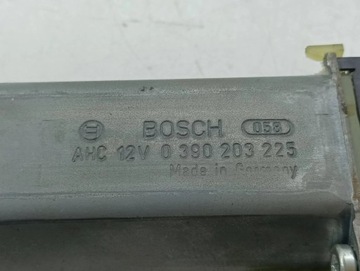 BOSCH 058
AHC 12V 0 390 203 225
Made in Germany